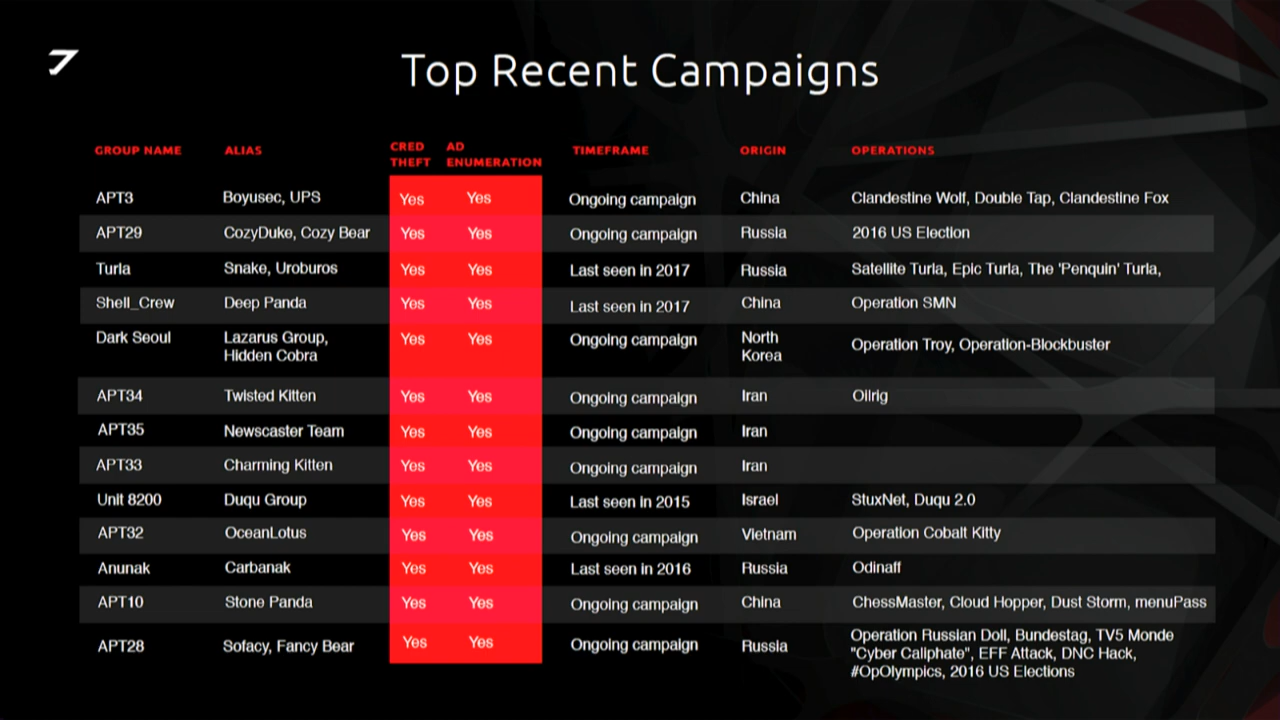 Top Recent Campaigns
GROUP NAME ALIAS CRED THEFT AD ENUMERATION TIMEFRAME ORIGIN OPERATIONS
APT3 Boyusec, UPS Yes Yes Ongoing campaign China Clandestine Wolf, Double Tap, Clandestine Fox
APT29 CozyDuke, Cozy Bear Yes Yes Ongoing campaign Russia 2016 US Election
Turla Snake, Uroburos Yes Yes Last seen in 2017 Russia Satellite Turla, Epic Turla, The 'Penquin' Turla,
Shell_Crew Deep Panda Yes Yes Last seen in 2017 China Operation SMN
Dark Seoul Lazarus Group, Hidden Cobra Yes Yes Ongoing campaign North Korea Operation Troy, Operation-Blockbuster
APT34 Twisted Kitten Yes Yes Ongoing campaign Iran Oilrig
APT35 Newscaster Team Yes Yes Ongoing campaign Iran
APT33 Charming Kitten Yes Yes Ongoing campaign Iran
Unit 8200 Duqu Group Yes Yes Last seen in 2015 Israel StuxNet, Duqu 2.0
APT32 OceanLotus Yes Yes Ongoing campaign Vietnam Operation Cobalt Kitty
Anunak Carbanak Yes Yes Last seen in 2016 Russia Odinaff
APT10 Stone Panda Yes Yes Ongoing campaign China ChessMaster, Cloud Hopper, Dust Storm, menuPass
APT28 Sofacy, Fancy Bear Yes Yes Ongoing campaign Russia Operation Russian Doll, Bundestag, TV5 Monde
"Cyber Caliphate", EFF Attack, DNC Hack,
#OpOlympics, 2016 US Elections